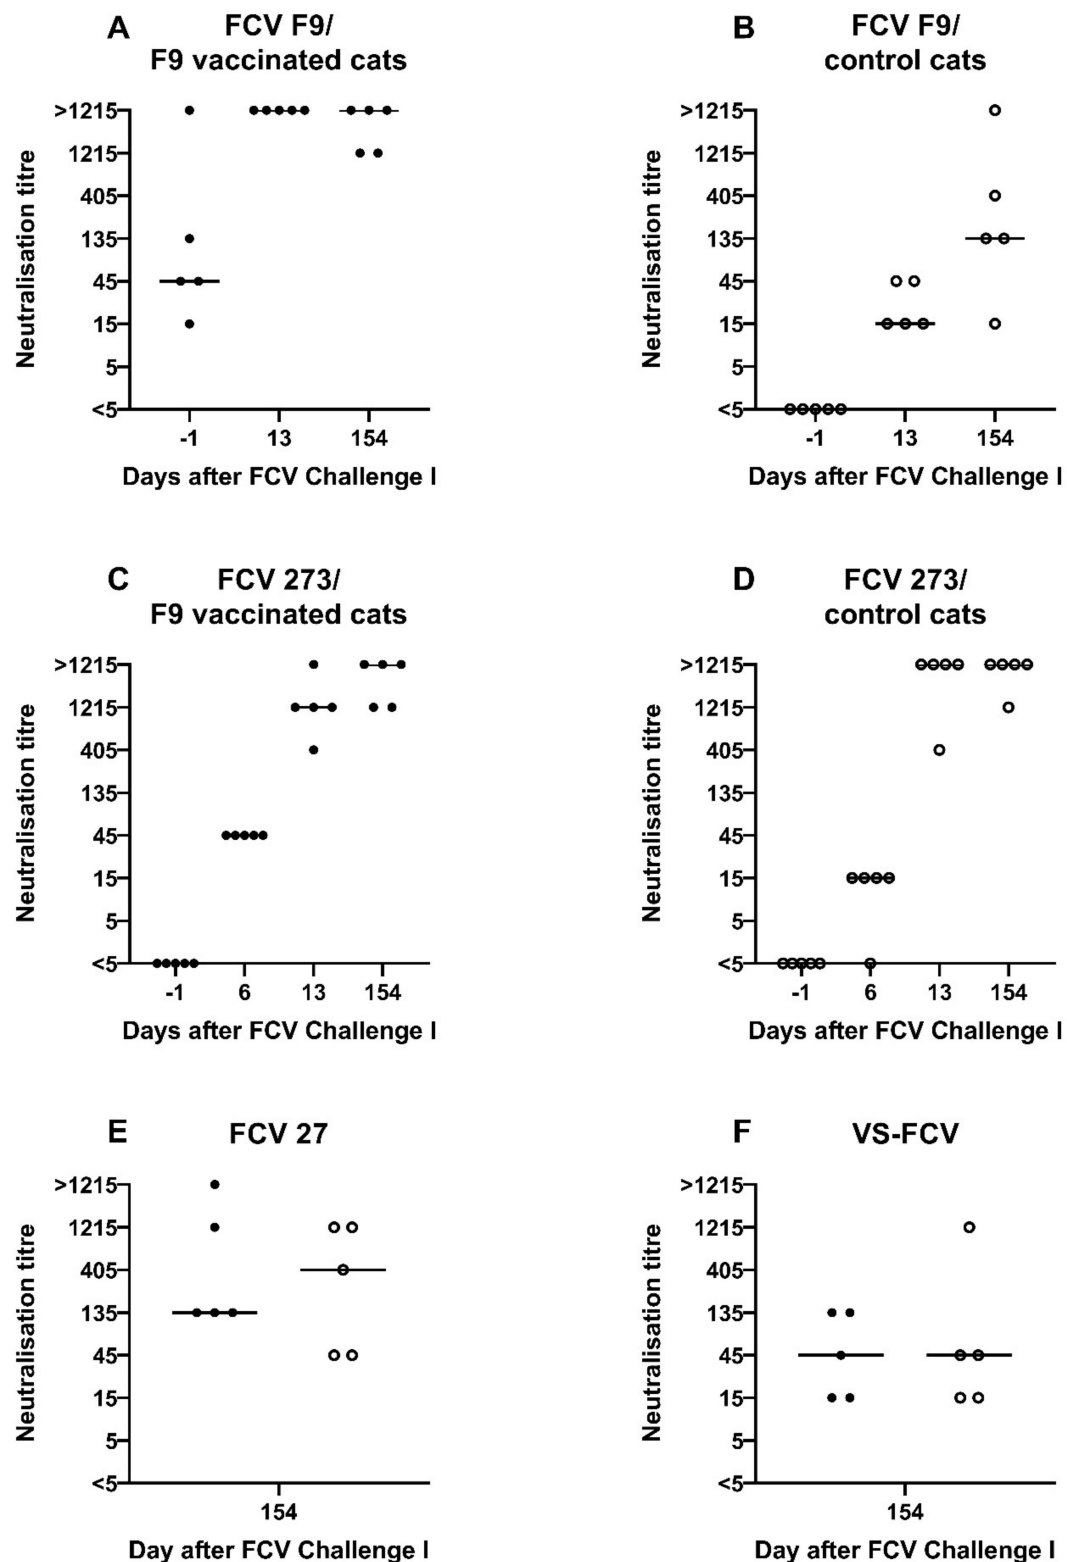 A
FCV F9/
F9 vaccinated cats
Neutralisation titre
>1215
1215
405
135
45
15
5
<5
-1 13 154
Days after FCV Challenge I
B
FCV F9/
control cats
Neutralisation titre
>1215
1215
405
135
45
15
5
<5
-1 13 154
Days after FCV Challenge I
C
FCV 273/
F9 vaccinated cats
Neutralisation titre
>1215
1215
405
135
45
15
5
<5
-1 6 13 154
Days after FCV Challenge I
D
FCV 273/
control cats
Neutralisation titre
>1215
1215
405
135
45
15
5
<5
-1 6 13 154
Days after FCV Challenge I
E
FCV 27
Neutralisation titre
>1215
1215
405
135
45
15
5
<5
154
Day after FCV Challenge I
F
VS-FCV
Neutralisation titre
>1215
1215
405
135
45
15
5
<5
154
Day after FCV Challenge I